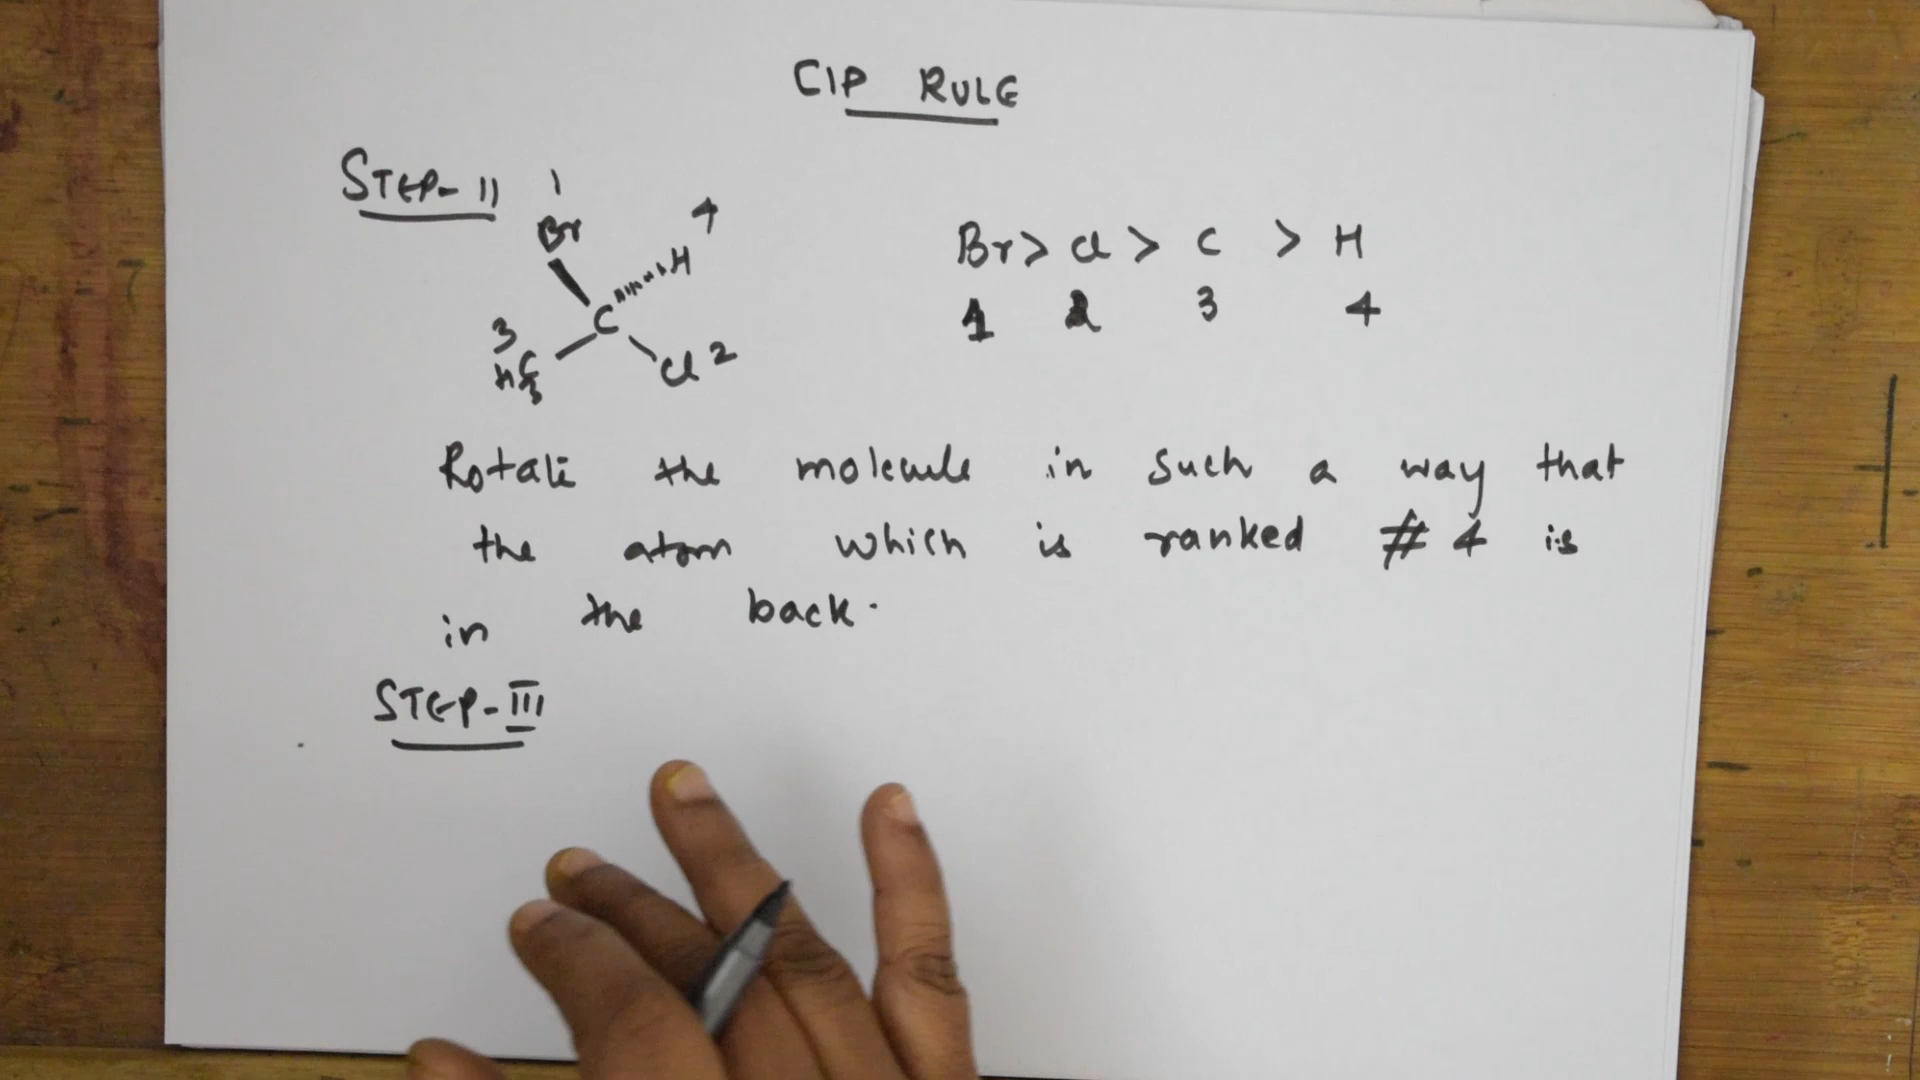 CIP RULE
STEP-II
1
Br
4
H
C
3
H3C
Cl 2
Br > Cl > C > H
1 2 3 4
Rotate the molecule in such a way that
the atom which is ranked # 4 is
in the back.
STEP-III